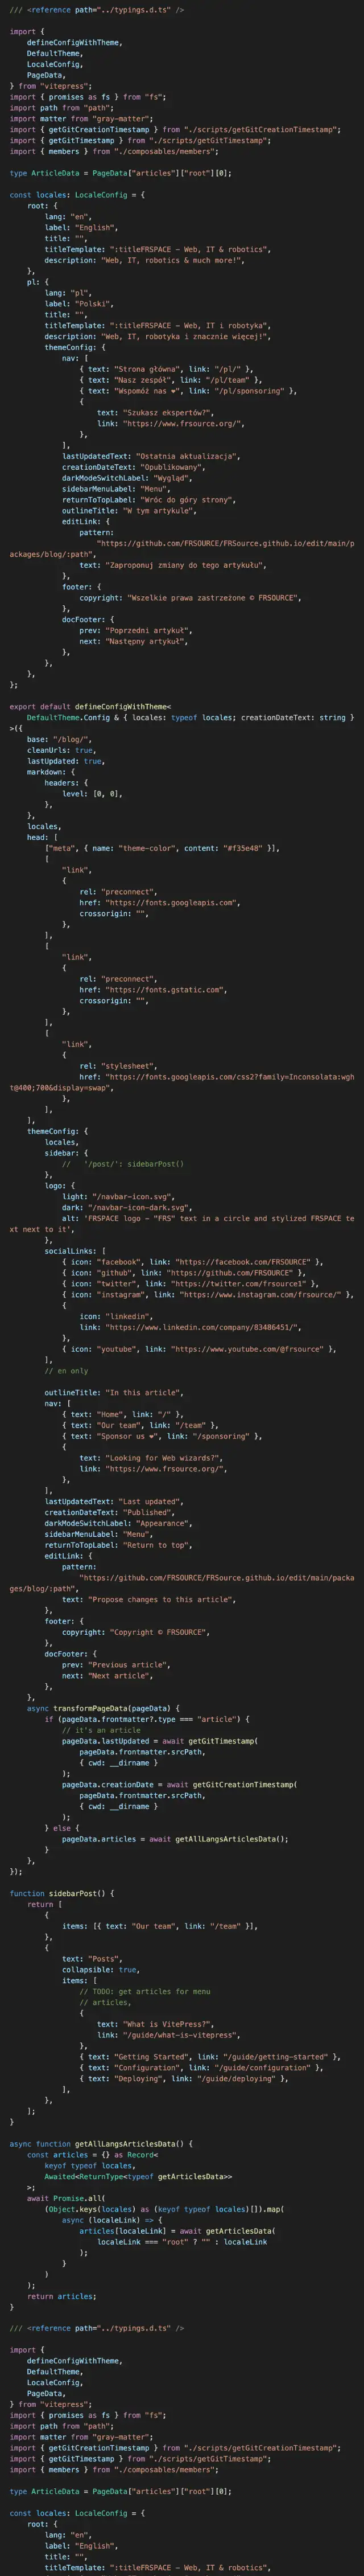 /// <reference path="../typings.d.ts" />
import {
defineConfigWithTheme,
DefaultTheme,
LocaleConfig,
PageData,
} from "vitepress";
import { promises as fs } from "fs";
import path from "path";
import matter from "gray-matter";
import { getGitCreationTimestamp } from "./scripts/getGitCreationTimestamp";
import { getGitTimestamp } from "./scripts/getGitTimestamp";
import { members } from "./composables/members";
type ArticleData = PageData["articles"]["root"][0];
const locales: LocaleConfig = {
root: {
lang: "en",
label: "English",
title: "",
titleTemplate: ":titleFRSPACE - Web, IT & robotics",
description: "Web, IT, robotics & much more!",
},
pl: {
lang: "pl",
label: "Polski",
title: "",
titleTemplate: ":titleFRSPACE - Web, IT i robotyka",
description: "Web, IT, robotyka i znacznie więcej!",
themeConfig: {
nav: [
{ text: "Strona główna", link: "/pl/" },
{ text: "Nasz zespół", link: "/pl/team" },
{ text: "Wspomóż nas ❤", link: "/pl/sponsoring" },
{
text: "Szukasz ekspertów?",
link: "https://www.frsource.org/",
},
],
lastUpdatedText: "Ostatnia aktualizacja",
creationDateText: "Opublikowany",
darkModeSwitchLabel: "Wygląd",
sidebarMenuLabel: "Menu",
returnToTopLabel: "Wróc do góry strony",
outlineTitle: "W tym artykule",
editLink: {
pattern:
"https://github.com/FRSOURCE/FRSource.github.io/edit/main/p
ackages/blog/:path",
text: "Zaproponuj zmiany do tego artykułu",
},
footer: {
copyright: "Wszelkie prawa zastrzeżone © FRSOURCE",
},
docFooter: {
prev: "Poprzedni artykuł",
next: "Następny artykuł",
},
},
},
};
export default defineConfigWithTheme<
DefaultTheme.Config & { locales: typeof locales; creationDateText: string }
>({
base: "/blog/",
cleanUrls: true,
lastUpdated: true,
markdown: {
headers: {
level: [0, 0],
},
},
locales,
head: [
["meta", { name: "theme-color", content: "#f35e48" }],
[
"link",
{
rel: "preconnect",
href: "https://fonts.googleapis.com",
crossorigin: "",
},
],
[
"link",
{
rel: "preconnect",
href: "https://fonts.gstatic.com",
crossorigin: "",
},
],
[
"link",
{
rel: "stylesheet",
href: "https://fonts.googleapis.com/css2?family=Inconsolata:wgh
t@400;700&display=swap",
},
],
],
themeConfig: {
locales,
sidebar: {
//   '/post/': sidebarPost()
},
logo: {
light: "/navbar-icon.svg",
dark: "/navbar-icon-dark.svg",
alt: 'FRSPACE logo - "FRS" text in a circle and stylized FRSPACE te
xt next to it',
},
socialLinks: [
{ icon: "facebook", link: "https://facebook.com/FRSOURCE" },
{ icon: "github", link: "https://github.com/FRSOURCE" },
{ icon: "twitter", link: "https://twitter.com/frsource1" },
{ icon: "instagram", link: "https://www.instagram.com/frsource/" },
{
icon: "linkedin",
link: "https://www.linkedin.com/company/83486451/",
},
{ icon: "youtube", link: "https://www.youtube.com/@frsource" },
],
// en only
outlineTitle: "In this article",
nav: [
{ text: "Home", link: "/" },
{ text: "Our team", link: "/team" },
{ text: "Sponsor us ❤", link: "/sponsoring" },
{
text: "Looking for Web wizards?",
link: "https://www.frsource.org/",
},
],
lastUpdatedText: "Last updated",
creationDateText: "Published",
darkModeSwitchLabel: "Appearance",
sidebarMenuLabel: "Menu",
returnToTopLabel: "Return to top",
editLink: {
pattern:
"https://github.com/FRSOURCE/FRSource.github.io/edit/main/packa
ges/blog/:path",
text: "Propose changes to this article",
},
footer: {
copyright: "Copyright © FRSOURCE",
},
docFooter: {
prev: "Previous article",
next: "Next article",
},
},
async transformPageData(pageData) {
if (pageData.frontmatter?.type === "article") {
// it's an article
pageData.lastUpdated = await getGitTimestamp(
pageData.frontmatter.srcPath,
{ cwd: __dirname }
);
pageData.creationDate = await getGitCreationTimestamp(
pageData.frontmatter.srcPath,
{ cwd: __dirname }
);
} else {
pageData.articles = await getAllLangsArticlesData();
}
},
});
function sidebarPost() {
return [
{
items: [{ text: "Our team", link: "/team" }],
},
{
text: "Posts",
collapsible: true,
items: [
// TODO: get articles for menu
// articles,
{
text: "What is VitePress?",
link: "/guide/what-is-vitepress",
},
{ text: "Getting Started", link: "/guide/getting-started" },
{ text: "Configuration", link: "/guide/configuration" },
{ text: "Deploying", link: "/guide/deploying" },
],
},
];
}
async function getAllLangsArticlesData() {
const articles = {} as Record<
keyof typeof locales,
Awaited<ReturnType<typeof getArticlesData>>
>;
await Promise.all(
(Object.keys(locales) as (keyof typeof locales)[]).map(
async (localeLink) => {
articles[localeLink] = await getArticlesData(
localeLink === "root" ? "" : localeLink
);
}
)
);
return articles;
}
/// <reference path="../typings.d.ts" />
import {
defineConfigWithTheme,
DefaultTheme,
LocaleConfig,
PageData,
} from "vitepress";
import { promises as fs } from "fs";
import path from "path";
import matter from "gray-matter";
import { getGitCreationTimestamp } from "./scripts/getGitCreationTimestamp";
import { getGitTimestamp } from "./scripts/getGitTimestamp";
import { members } from "./composables/members";
type ArticleData = PageData["articles"]["root"][0];
const locales: LocaleConfig = {
root: {
lang: "en",
label: "English",
title: "",
titleTemplate: ":titleFRSPACE - Web, IT & robotics",